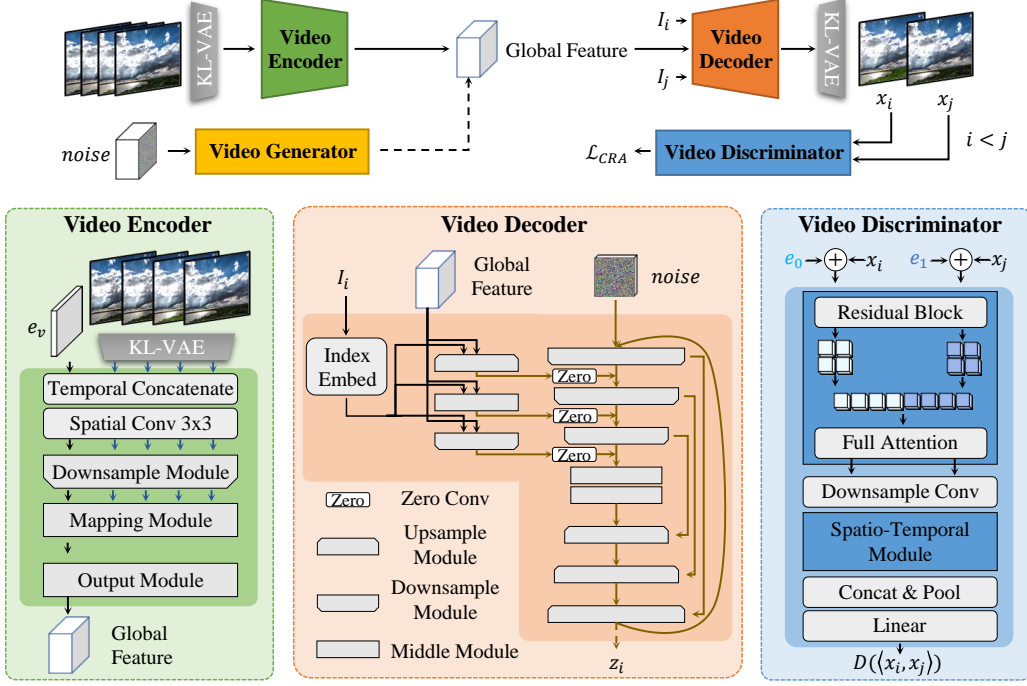 KL-VAE
Video
Encoder
Global Feature
I_i
I_j
Video
Decoder
KL-VAE
x_i
x_j
noise
Video Generator
ℒ_CRA
Video Discriminator
i < j
Video Encoder
e_v
KL-VAE
Temporal Concatenate
Spatial Conv 3x3
Downsample Module
Mapping Module
Output Module
Global
Feature
Video Decoder
I_i
Global
Feature
noise
Index
Embed
Zero
Zero
Zero
Zero
Zero Conv
Upsample
Module
Downsample
Module
Middle Module
z_i
Video Discriminator
e_0
x_i
e_1
x_j
Residual Block
Full Attention
Downsample Conv
Spatio-Temporal
Module
Concat & Pool
Linear
D(⟨x_i, x_j⟩)